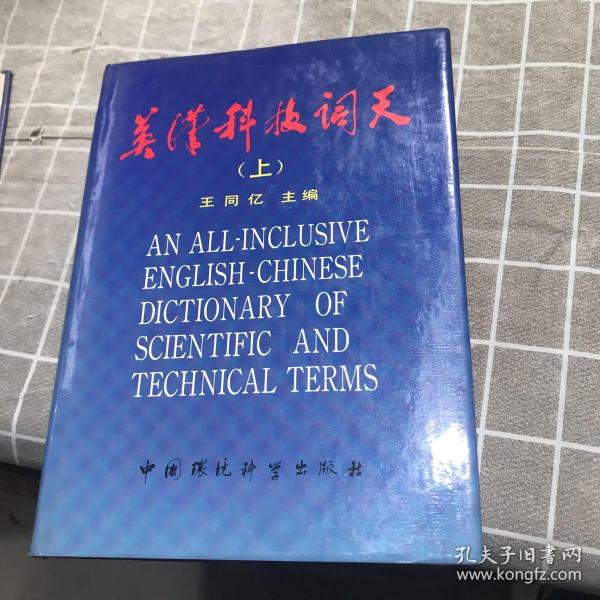 英漢科技词天
（上）
王同亿 主编
AN ALL-INCLUSIVE
ENGLISH-CHINESE
DICTIONARY OF
SCIENTIFIC AND
TECHNICAL TERMS
中国環境科学出版社
孔夫子旧书网
www.kongfz.com